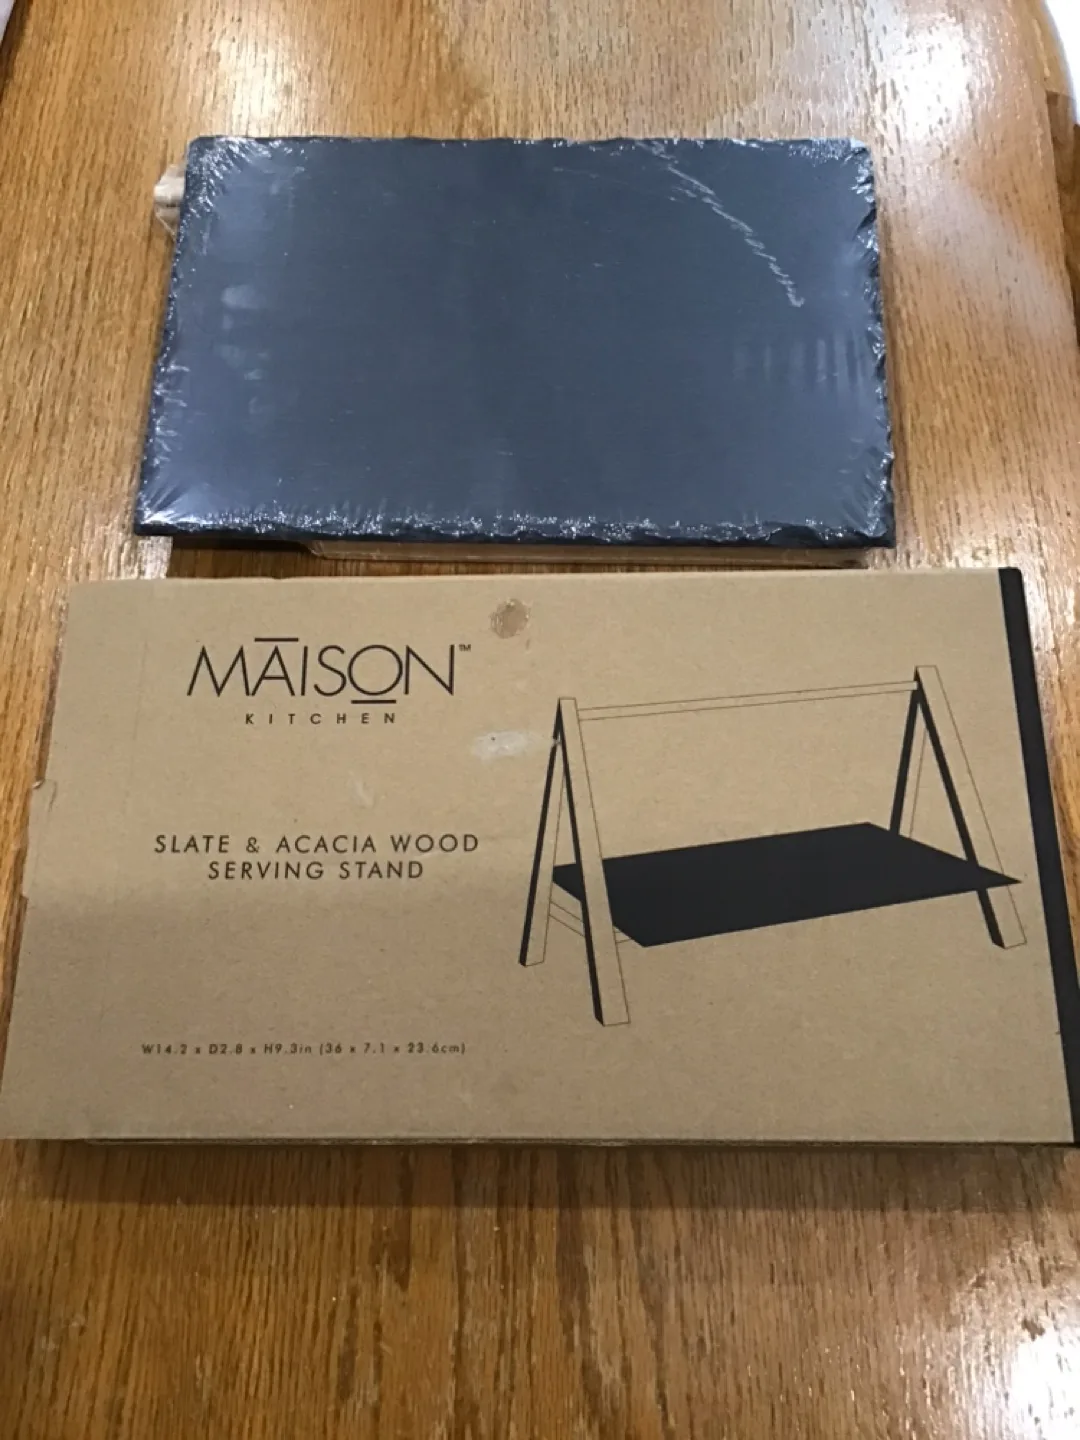 MĀISON™
KITCHEN
SLATE & ACACIA WOOD
SERVING STAND
W14.2 x D2.8 x H9.3in (36 x 7.1 x 23.6cm)